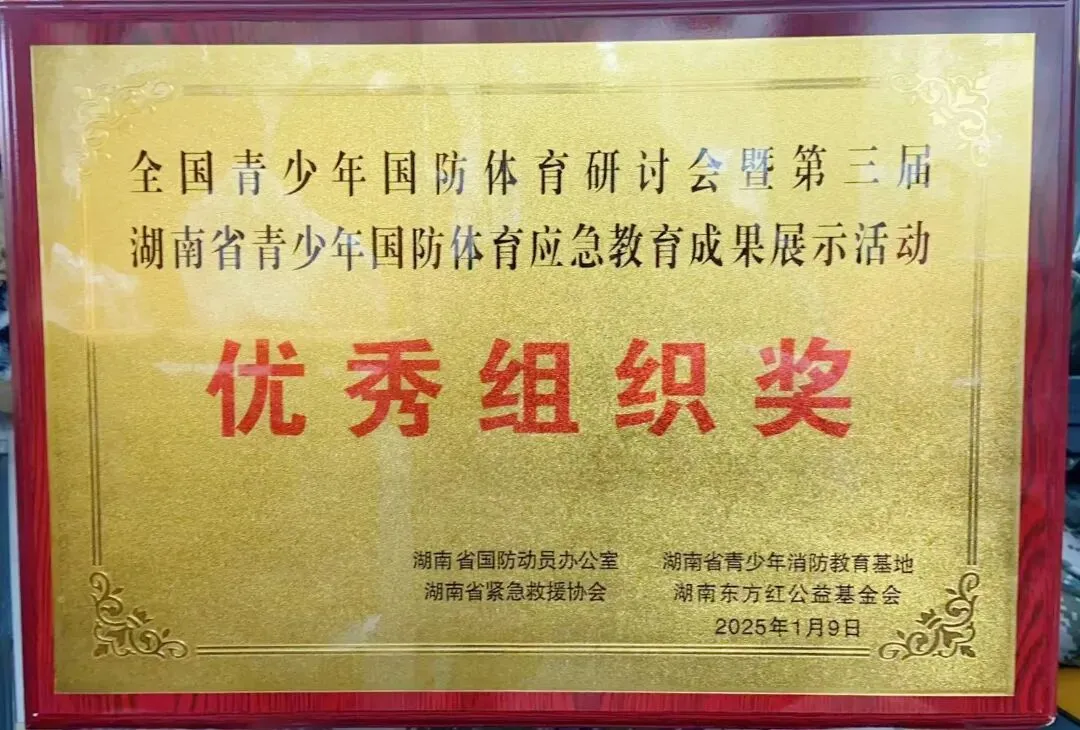 全国青少年国防体育研讨会暨第三届
湖南省青少年国防体育应急教育成果展示活动
优秀组织奖
湖南省国防动员办公室 湖南省青少年消防教育基地
湖南省紧急救援协会 湖南东方红公益基金会
2025年1月9日